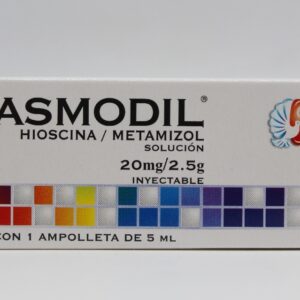 ASMODIL®
HIOSCINA / METAMIZOL
SOLUCIÓN
20mg/2.5g
INYECTABLE
CON 1 AMPOLLETA DE 5 ML